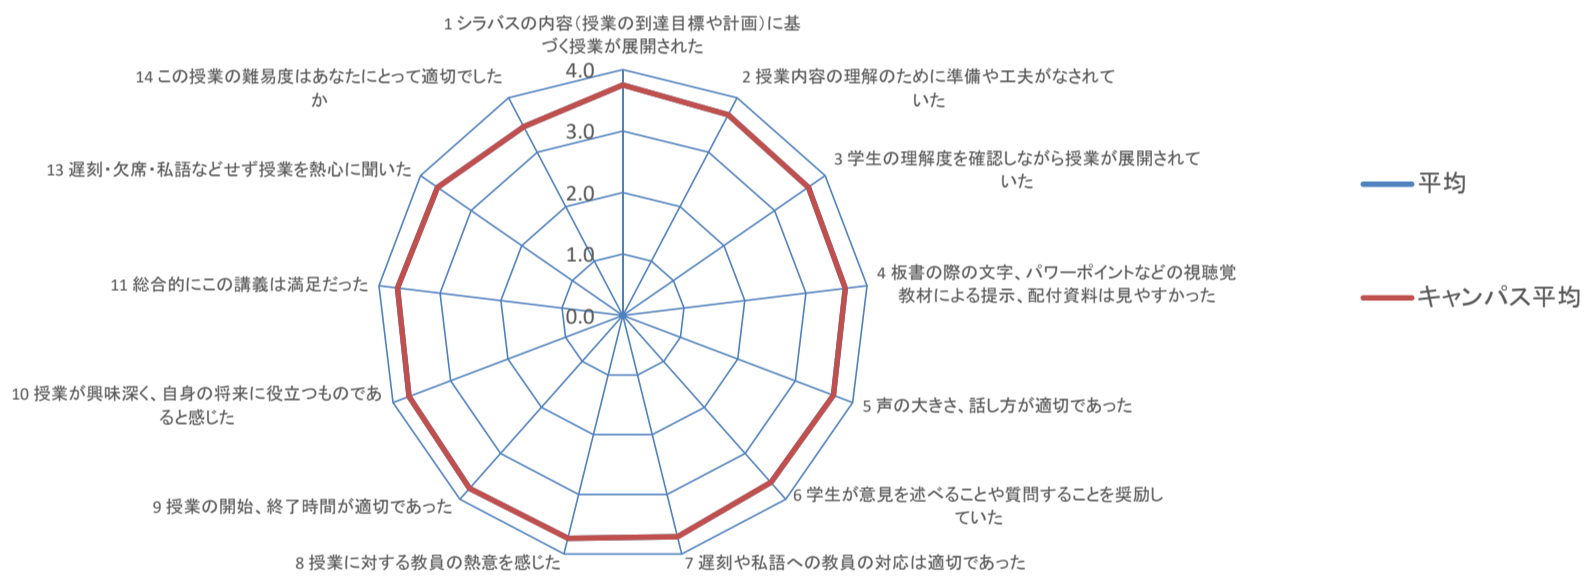 1 シラバスの内容（授業の到達目標や計画）に基
づく授業が展開された
2 授業内容の理解のために準備や工夫がなされて
いた
3 学生の理解度を確認しながら授業が展開されて
いた
4 板書の際の文字、パワーポイントなどの視聴覚
教材による提示、配付資料は見やすかった
5 声の大きさ、話し方が適切であった
6 学生が意見を述べることや質問することを奨励し
ていた
7 遅刻や私語への教員の対応は適切であった
8 授業に対する教員の熱意を感じた
9 授業の開始、終了時間が適切であった
10 授業が興味深く、自身の将来に役立つものであ
ると感じた
11 総合的にこの講義は満足だった
13 遅刻・欠席・私語などせず授業を熱心に聞いた
14 この授業の難易度はあなたにとって適切でした
か
4.0
3.0
2.0
1.0
0.0
平均
キャンパス平均